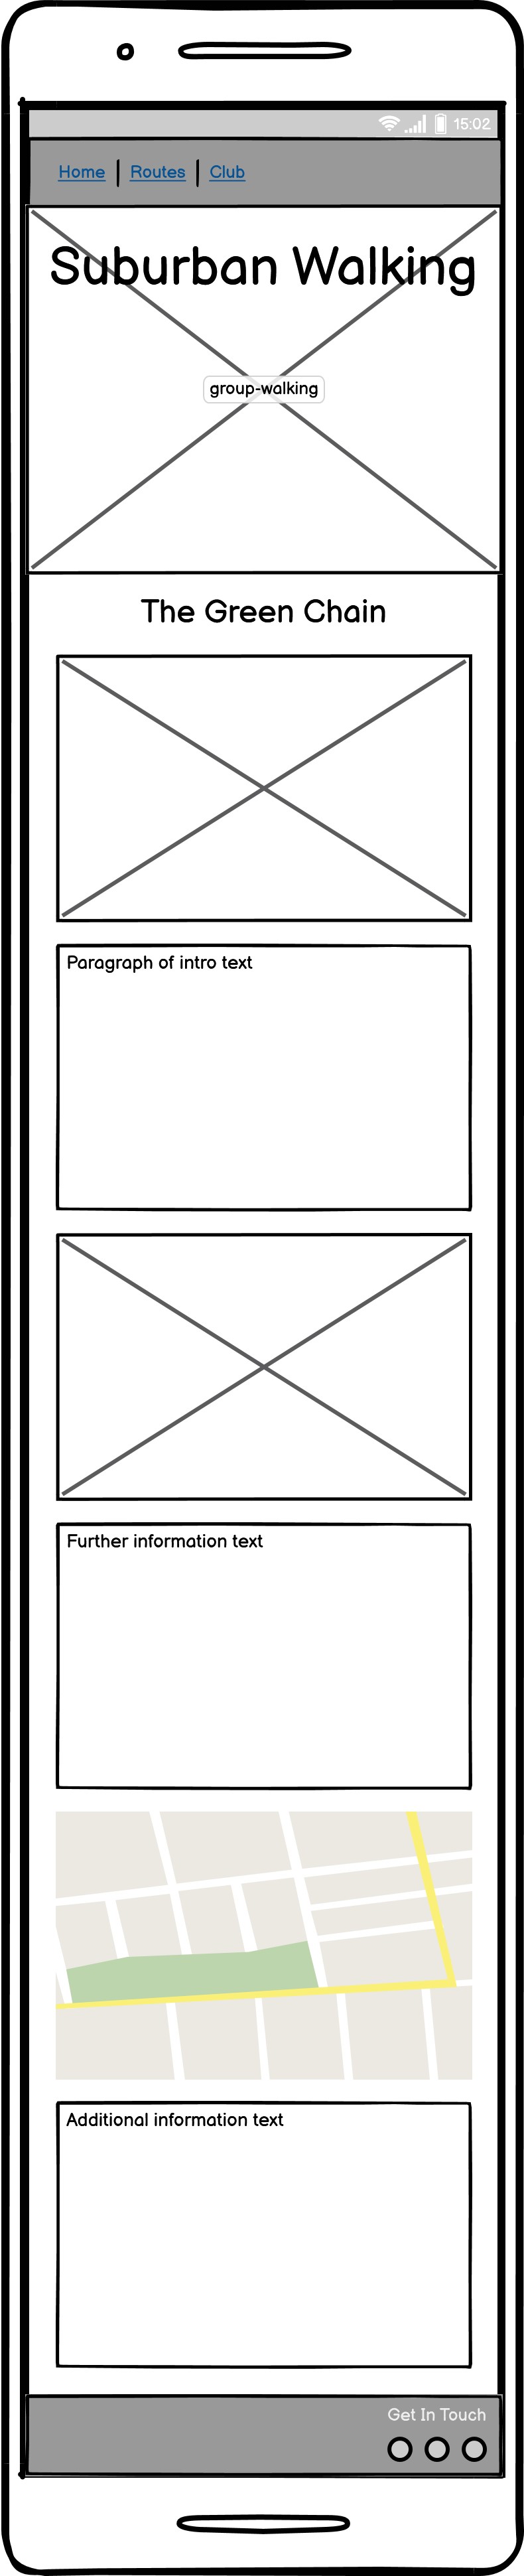 15:02
Home | Routes | Club
Suburban Walking
group-walking
The Green Chain
Paragraph of intro text
Further information text
Additional information text
Get In Touch